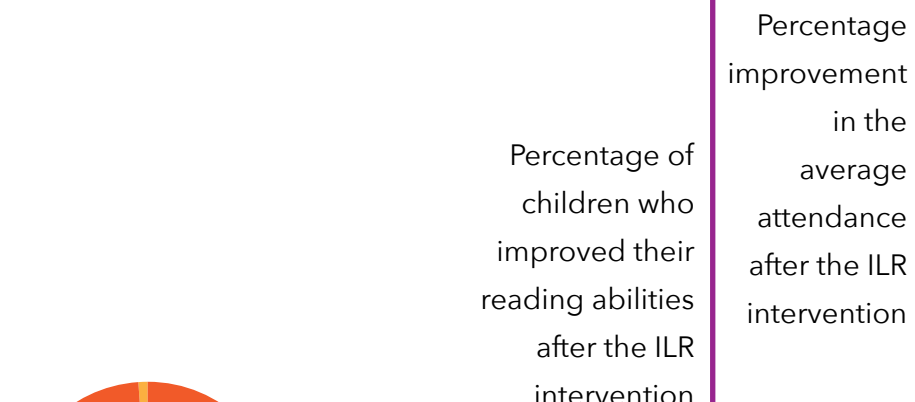 Percentage of
children who
improved their
reading abilities
after the ILR
intervention
Percentage
improvement
in the
average
attendance
after the ILR
intervention